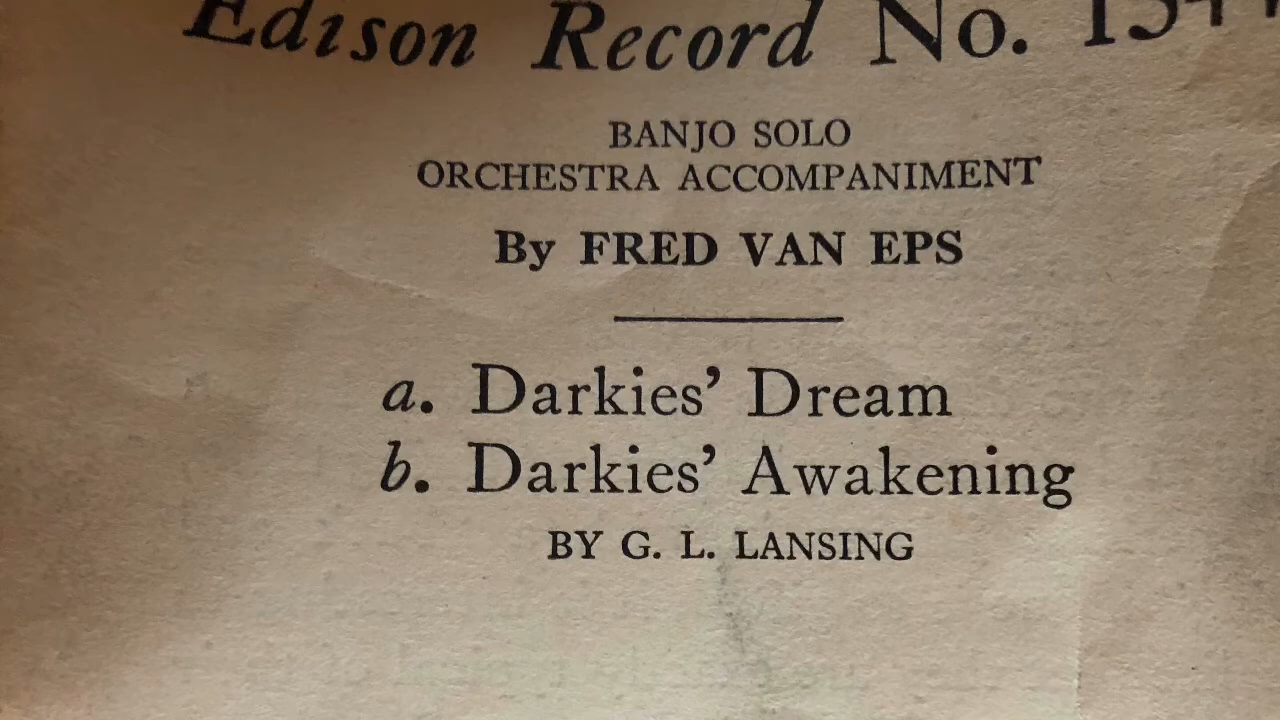 Edison Record No.
BANJO SOLO
ORCHESTRA ACCOMPANIMENT
By FRED VAN EPS
a. Darkies’ Dream
b. Darkies’ Awakening
BY G. L. LANSING